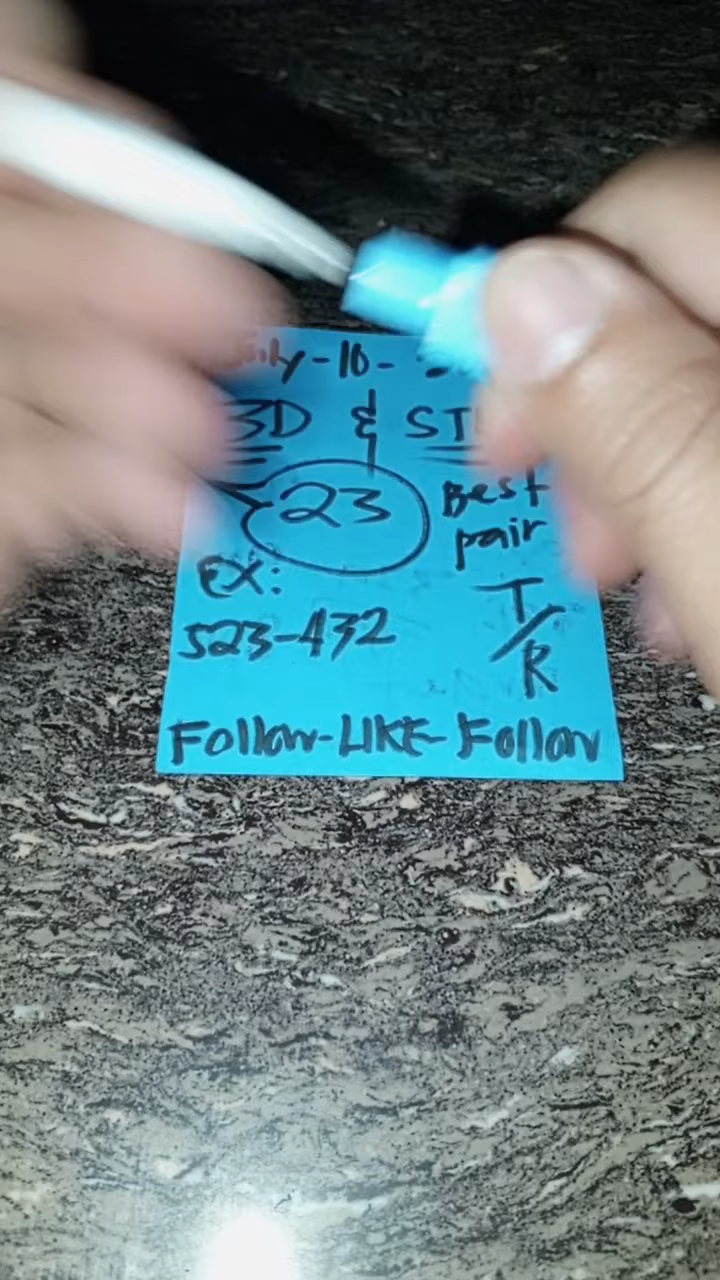 -10-
3D & ST
23 Best pair
EX:
523-432 T/R
Follow-LIKE-Follow